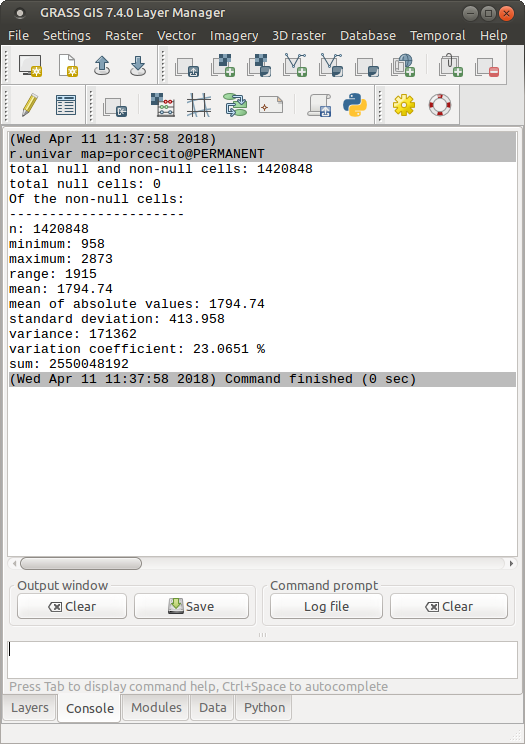 GRASS GIS 7.4.0 Layer Manager
File Settings Raster Vector Imagery 3D raster Database Temporal Help
(Wed Apr 11 11:37:58 2018)
r.univar map=porcecito@PERMANENT
total null and non-null cells: 1420848
total null cells: 0
Of the non-null cells:
----------------------
n: 1420848
minimum: 958
maximum: 2873
range: 1915
mean: 1794.74
mean of absolute values: 1794.74
standard deviation: 413.958
variance: 171362
variation coefficient: 23.0651 %
sum: 2550048192
(Wed Apr 11 11:37:58 2018) Command finished (0 sec)
Output window Command prompt
Clear Save Log file Clear
Press Tab to display command help, Ctrl+Space to autocomplete
Layers Console Modules Data Python